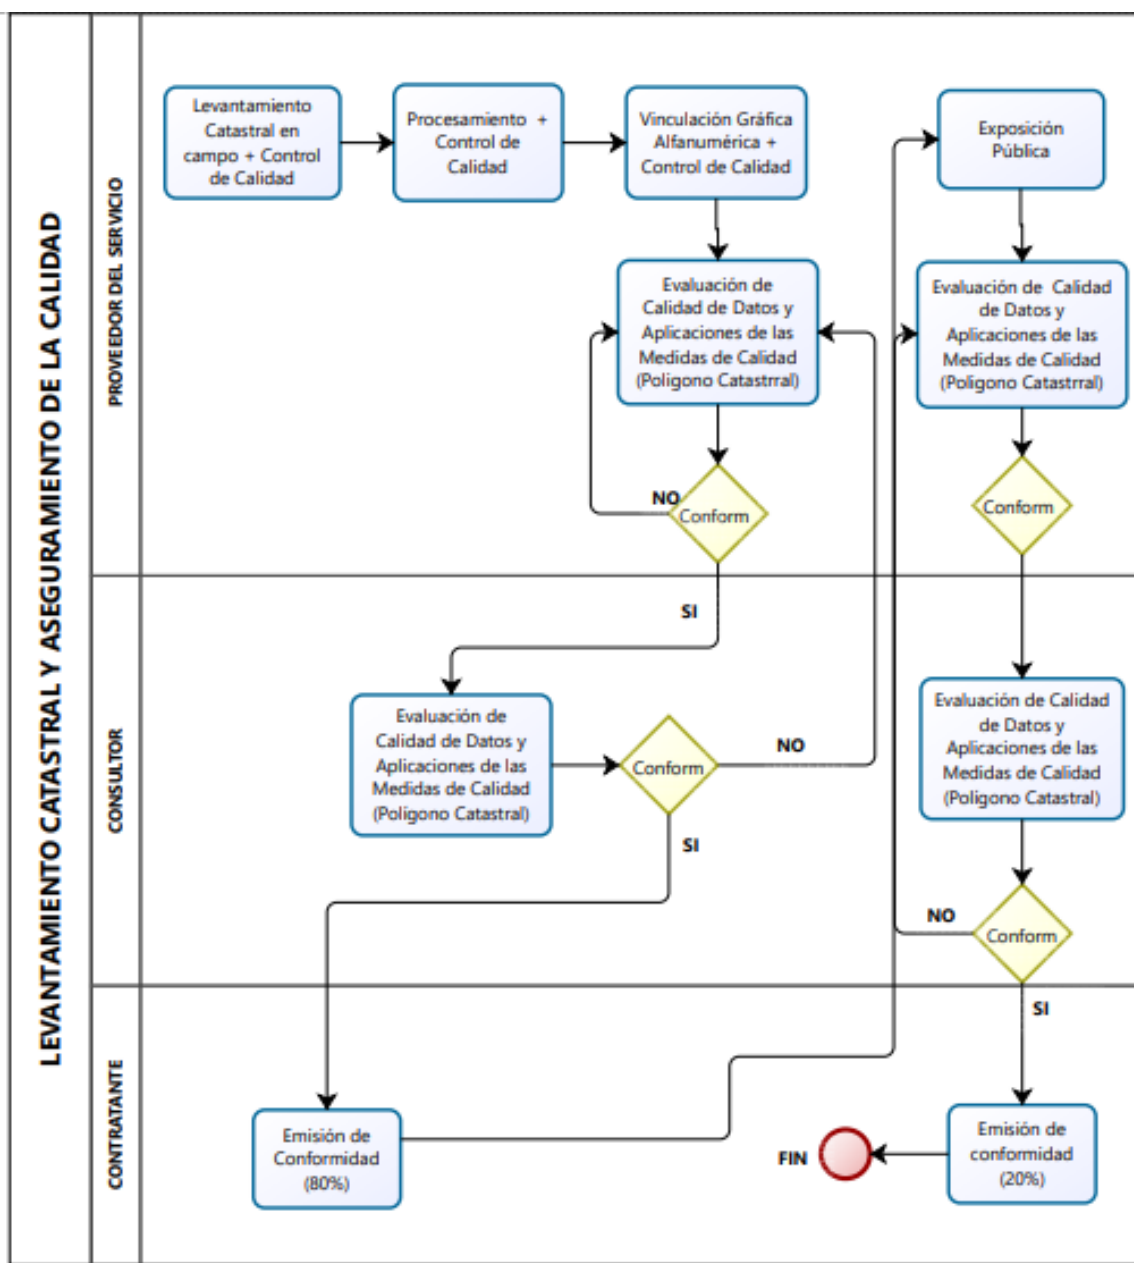 LEVANTAMIENTO CATASTRAL Y ASEGURAMIENTO DE LA CALIDAD
PROVEEDOR DEL SERVICIO
Levantamiento
Catastral en
campo + Control
de Calidad
Procesamiento +
Control de
Calidad
Vinculación Gráfica
Alfanumérica +
Control de Calidad
Exposición
Pública
Evaluación de
Calidad de Datos y
Aplicaciones de las
Medidas de Calidad
(Poligono Catastrral)
Evaluación de Calidad
de Datos y
Aplicaciones de las
Medidas de Calidad
(Poligono Catastrral)
NO
Conform
Conform
CONSULTOR
SI
Evaluación de
Calidad de Datos y
Aplicaciones de las
Medidas de Calidad
(Poligono Catastral)
Conform
NO
SI
Evaluación de Calidad
de Datos y
Aplicaciones de las
Medidas de Calidad
(Poligono Catastral)
NO
Conform
CONTRATANTE
SI
Emisión de
Conformidad
(80%)
FIN
Emisión de
conformidad
(20%)